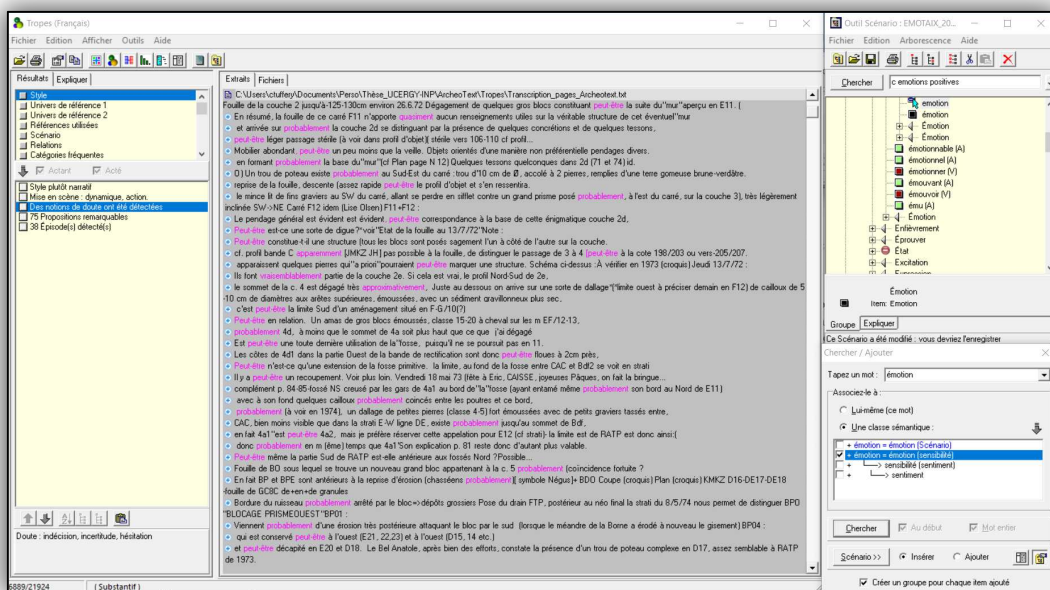 Tropes (Français)
Fichier Edition Afficher Outils Aide
Résultats Expliquer
Style
Univers de référence 1
Univers de référence 2
Références utilisées
Scénario
Relations
Catégories fréquentes
Actant Acté
Style plutôt narratif
Mise en scène : dynamique, action.
Des notions de doute ont été détectées
75 Propositions remarquables
38 Épisode(s) détecté(s)
Doute : indécision, incertitude, hésitation
6889/21924 ( Substantif )
Extraits Fichiers
C:\Users\ctuffery\Documents\Perso\Thèse_UCERGY-INP\ArcheoText\Tropes\Transcription_pages_Archeotext.txt
Fouille de la couche 2 jusqu'à-125-130cm environ 26.6.72 Dégagement de quelques gros blocs constituant peut-être la suite du''mur''aperçu en E11. (
En résumé, la fouille de ce carré F11 n'apporte quasiment aucun renseignements utiles sur la véritable structure de cet éventuel''mur
et arrivée sur probablement la couche 2d se distinguant par la présence de quelques concrétions et de quelques tessons,
peut-être léger passage stérile (à voir dans profil d'objet)( stérile vers 106-110 cf profil...
Mobilier abondant, peut-être un peu moins que la veille. Objets orientés d'une manière non préférentielle pendages divers.
en formant probablement la base du''mur''(cf Plan page N 12) Quelques tessons quelconques dans 2d (71 et 74) id.
0 ) Un trou de poteau existe probablement au Sud-Est du carré : trou d'10 cm de Ø, accolé à 2 pierres, remplies d'une terre gomeuse brune-verdâtre.
reprise de la fouille, descente (assez rapide peut-être le profil d'objet et s'en ressentira.
le mince lit de fins graviers au SW du carré, allant se perdre en sifflet contre un grand prisme posé probablement, à l'est du carré, sur la couche 3), très légèrement
inclinée SW->NE Carré F12 idem (Lise Olsen) F11+F12 :
Le pendage général est évident est évident, peut-être correspondance à la base de cette énigmatique couche 2d,
Peut-être est-ce une sorte de digue?*voir''Etat de la fouille au 13/7/72''Note :
Peut-être constitue-t-il une structure (tous les blocs sont posés sagement l'un à côté de l'autre sur la couche.
cf. profil bande C apparemment [JMKZ JH] pas possible à la fouille, de distinguer le passage de 3 à 4 [peut-être à la cote 198/203 ou vers-205/207.
apparaissent quelques pierres qui''a priori''pourraient peut-être marquer une structure. Schéma ci-dessus :À vérifier en 1973 (croquis) Jeudi 13/7/72 :
Ils font vraisemblablement partie de la couche 2e. Si cela est vrai, le profil Nord-Sud de 2e,
le sommet de la c. 4 est dégagé très approximativement, Juste au dessous on arrive sur une sorte de dallage*(*limite ouest à préciser demain en F12) de cailloux de 5
-10 cm de diamètres aux arêtes supérieures, émoussées, avec un sédiment gravillonneux plus sec,
c'est peut-être la limite Sud d'un aménagement situé en F-G/10(?)
Peut-être en relation. Un amas de gros blocs émoussés, classe 15-20 à cheval sur les m EF/12-13,
probablement 4d, à moins que le sommet de 4a soit plus haut que ce que j'ai dégagé
Est peut-être une toute dernière utilisation de la''fosse, puisqu'il ne se poursuit pas en 11.
Les côtes de 4d1 dans la partie Ouest de la bande de rectification sont donc peut-être floues à 2cm près,
Peut-être n'est-ce qu'une extension de la fosse primitive. la limite, au fond de la fosse entre CAC et Bdf2 se voit en strati
Il y a peut-être un recoupement. Voir plus loin. Vendredi 18 mai 73 (fête à Eric, CAISSE, joyeuses Pâques, on fait la bringue...
complément p. 84-85-fossé NS creusé par les gars de 4a1 au bord de''la''fosse (ayant entamé même probablement son bord au Nord de E11)
avec à son fond quelques cailloux probablement coincés entre les poutres et ce bord,
probablement (à voir en 1974), un dallage de petites pierres (classe 4-5) fort émoussées avec de petits graviers tassés entre,
CAC, bien moins visible que dans la strati E-W ligne DE, existe probablement jusqu'au sommet de Bdf,
en fait 4a1''est peut-être 4a2, mais je préfère réserver cette appelation pour E12 (cf strati)- la limite est de RATP est donc ainsi:(
donc probablement en m (ême) temps que 4a1'Son explication p. 81 reste donc d'autant plus valable.
Peut-être même la partie Sud de RATP est-elle antérieure aux fossés Nord ?Possible...
Fouille de BO sous lequel se trouve un nouveau grand bloc appartenant à la c. 5 probablement (coïncidence fortuite ?
En fait BP et BPE sont antérieurs à la reprise d'érosion (chasséens probablement)( symbole Négus]+ BDO Coupe (croquis) Plan (croquis) KMKZ D16-DE17-DE18
-fouille de GC8C de+en+de granules
Bordure du ruisseau probablement arrêté par le bloc=>dépôts grossiers Pose du drain FTP, postérieur au néo final la strati du 8/5/74 nous permet de distinguer BPO
''BLOCAGE PRISMEOUEST''BP01 :
Viennent probablement d'une érosion très postérieure attaquant le bloc par le sud (lorsque le méandre de la Borne a érodé à nouveau le gisement) BP04 :
qui est conservé peut-être à l'ouest (E21, 22,23) et à l'ouest (D15, 14 etc.)
et peut-être décapité en E20 et D18. Le Bel Anatole, après bien des efforts, constate la présence d'un trou de poteau complexe en D17, assez semblable à RATP
de 1973.
Outil Scénario : EMOTAIX_20...
Fichier Edition Arborescence Aide
Chercher c emotions positives
emotion
émotion
Émotion
Émotion
émotionnable (A)
émotionnel (A)
émotionner (V)
émouvant (A)
émouvoir (V)
ému (A)
Émotion
Enfièvrement
Éprouver
État
Excitation
Expression
Émotion
Item: Emotion
Groupe Expliquer
Ce Scénario a été modifié : vous devriez l'enregistrer
Chercher / Ajouter
Tapez un mot : émotion
Associez-le à :
Lui-même (ce mot)
Une classe sémantique :
+ émotion = émotion (Scénario)
+ émotion = émotion (sensibilité)
+ └──> sensibilité (sentiment)
+ └──> sentiment
Chercher Au début Mot entier
Scénario >> Insérer Ajouter
Créer un groupe pour chaque item ajouté